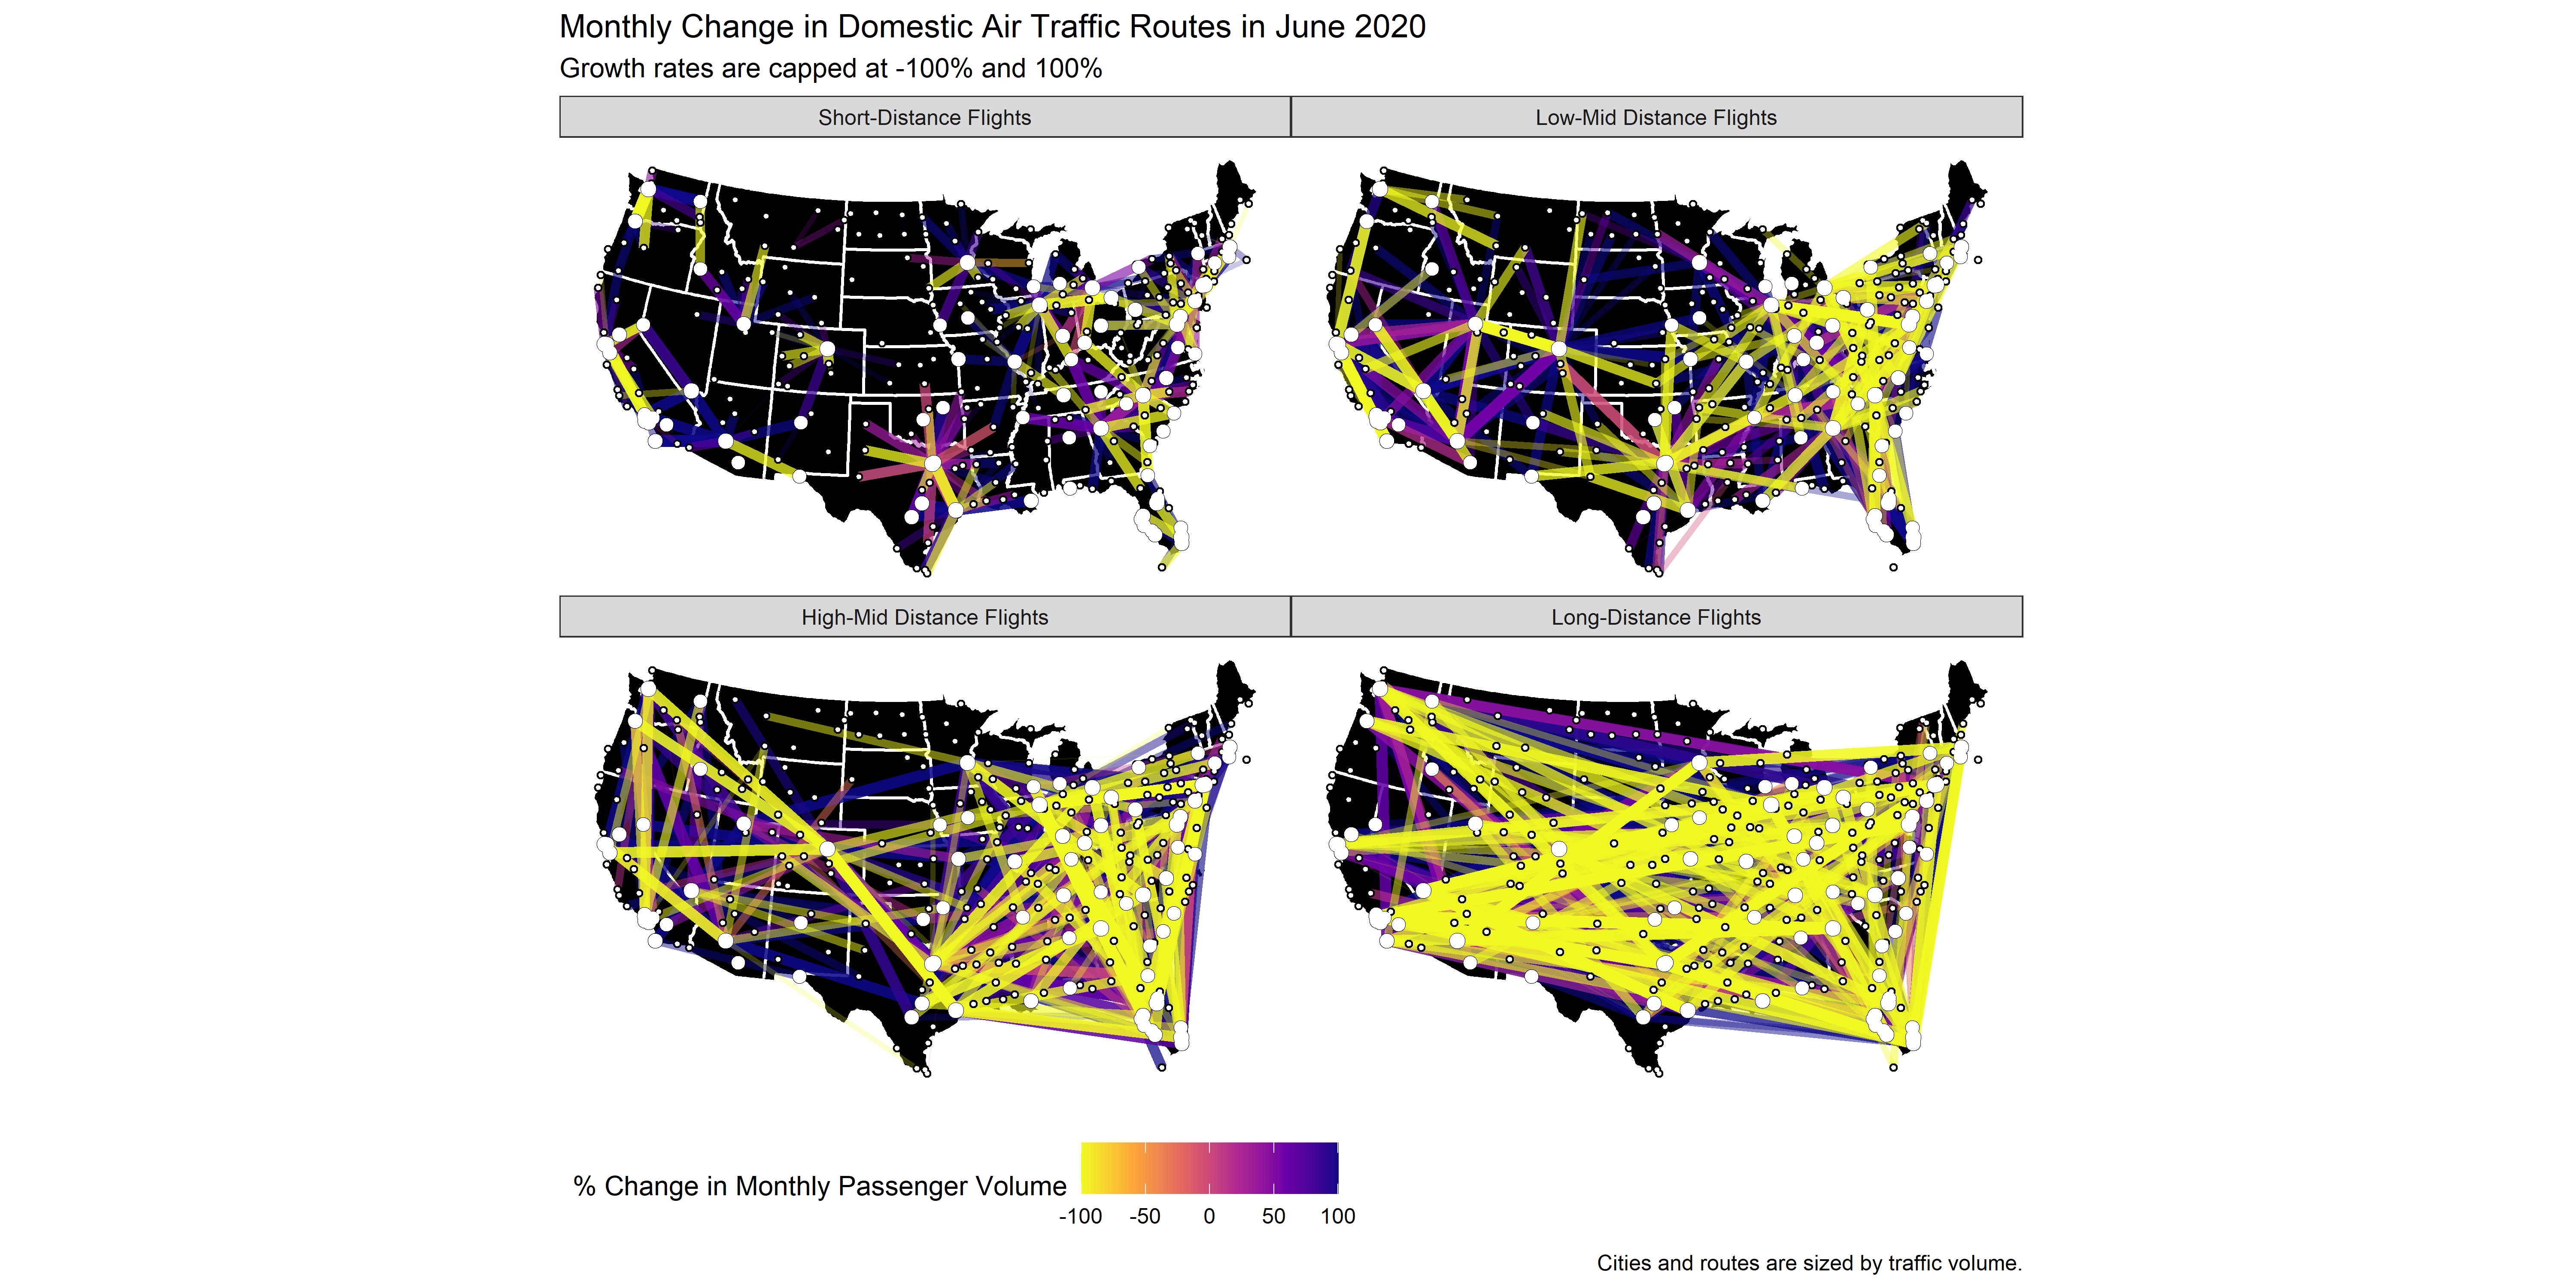 Monthly Change in Domestic Air Traffic Routes in June 2020
Growth rates are capped at -100% and 100%
Short-Distance Flights
Low-Mid Distance Flights
High-Mid Distance Flights
Long-Distance Flights
% Change in Monthly Passenger Volume
-100 -50 0 50 100
Cities and routes are sized by traffic volume.